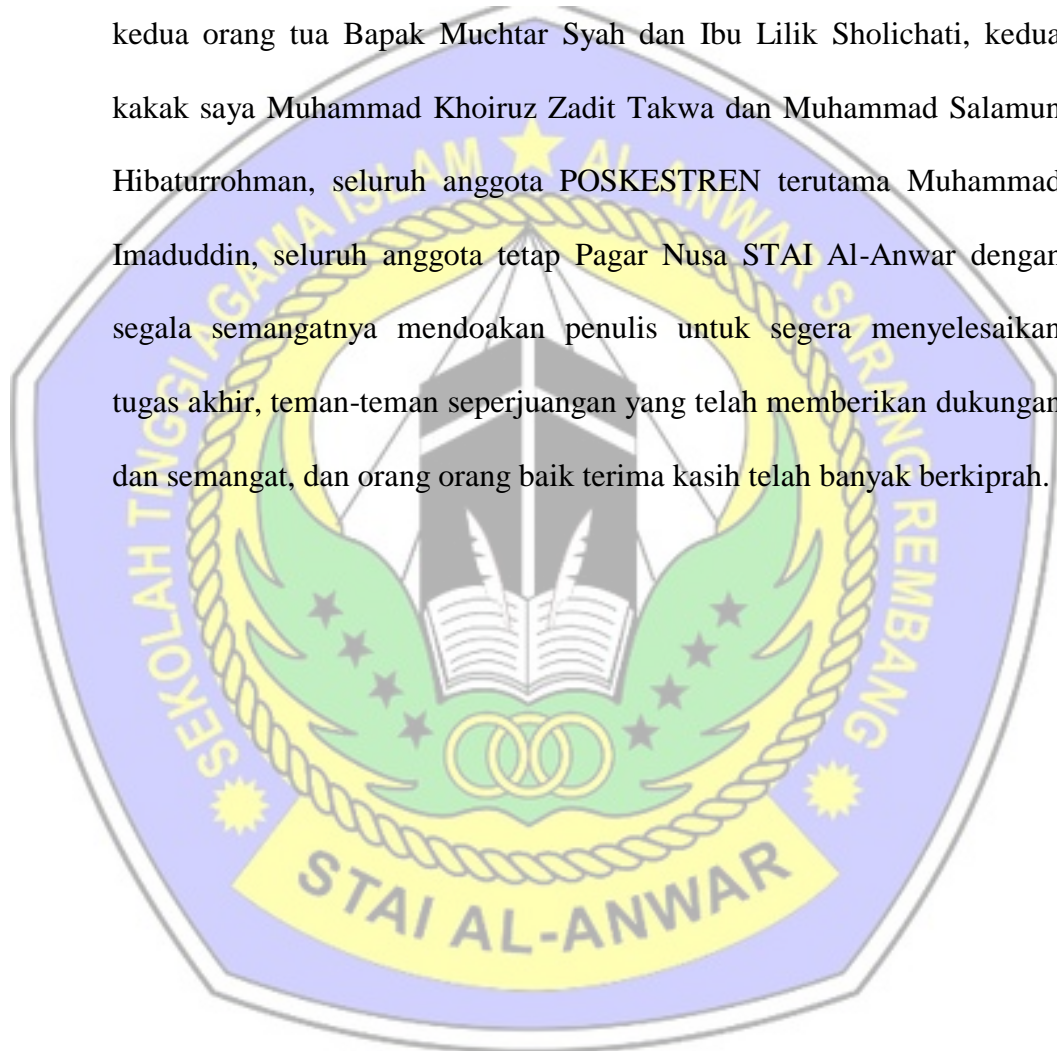 kedua orang tua Bapak Muchtar Syah dan Ibu Lilik Sholichati, kedua
kakak saya Muhammad Khoiruz Zadit Takwa dan Muhammad Salamun
Hibaturrohman, seluruh anggota POSKESTREN terutama Muhammad
Imaduddin, seluruh anggota tetap Pagar Nusa STAI Al-Anwar dengan
segala semangatnya mendoakan penulis untuk segera menyelesaikan
tugas akhir, teman-teman seperjuangan yang telah memberikan dukungan
dan semangat, dan orang orang baik terima kasih telah banyak berkiprah.
SEKOLAH TINGGI AGAMA ISLAM AL-ANWAR SARANG REMBANG
STAI AL-ANWAR